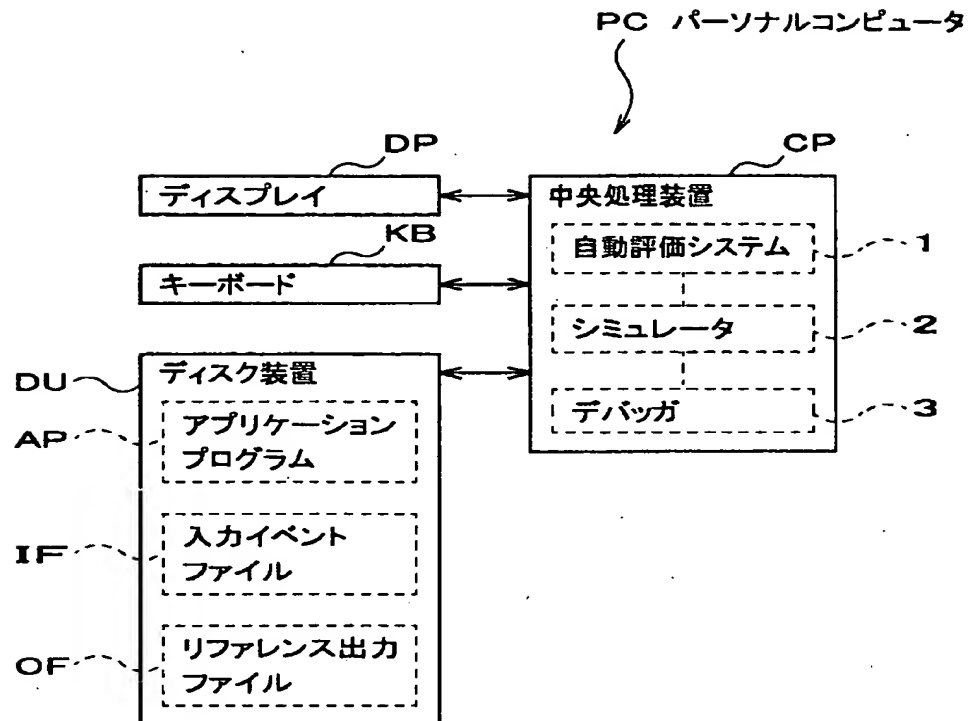 PC パーソナルコンピュータ
DP
ディスプレイ
KB
キーボード
CP
中央処理装置
自動評価システム
1
シミュレータ
2
デバッガ
3
DU
ディスク装置
AP
アプリケーション
プログラム
IF
入力イベント
ファイル
OF
リファレンス出力
ファイル